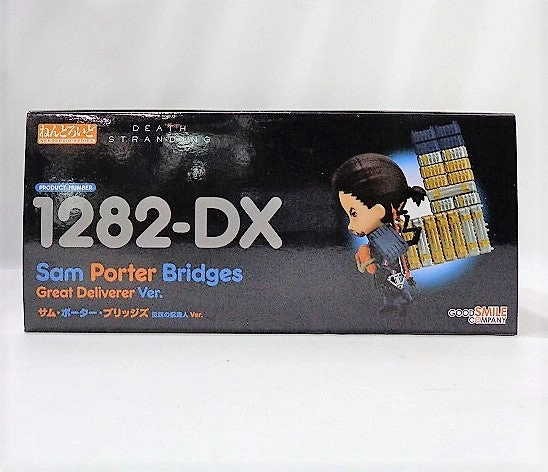 ねんどろいど
NENDOROID SERIES
DEATH
STRANDING
PRODUCT NUMBER
1282-DX
Sam Porter Bridges
Great Deliverer Ver.
サム・ポーター・ブリッジズ 伝説の配達人 Ver.
GOOD SMILE
COMPANY